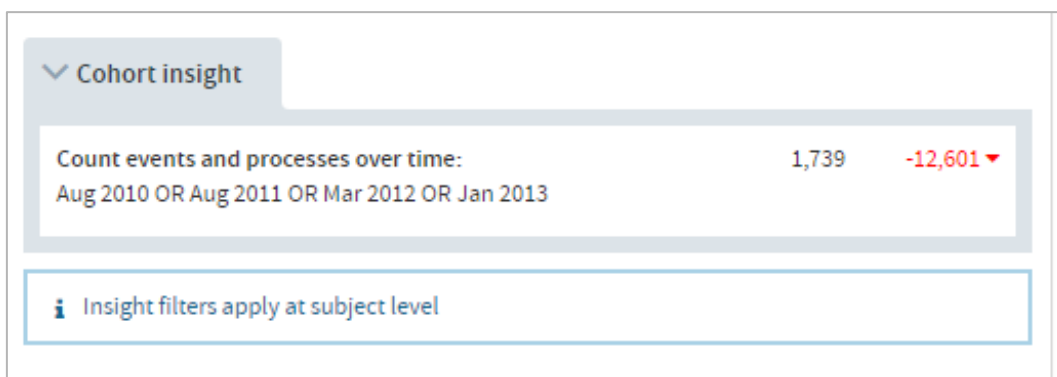 Cohort insight
Count events and processes over time: 1,739 -12,601
Aug 2010 OR Aug 2011 OR Mar 2012 OR Jan 2013
i Insight filters apply at subject level